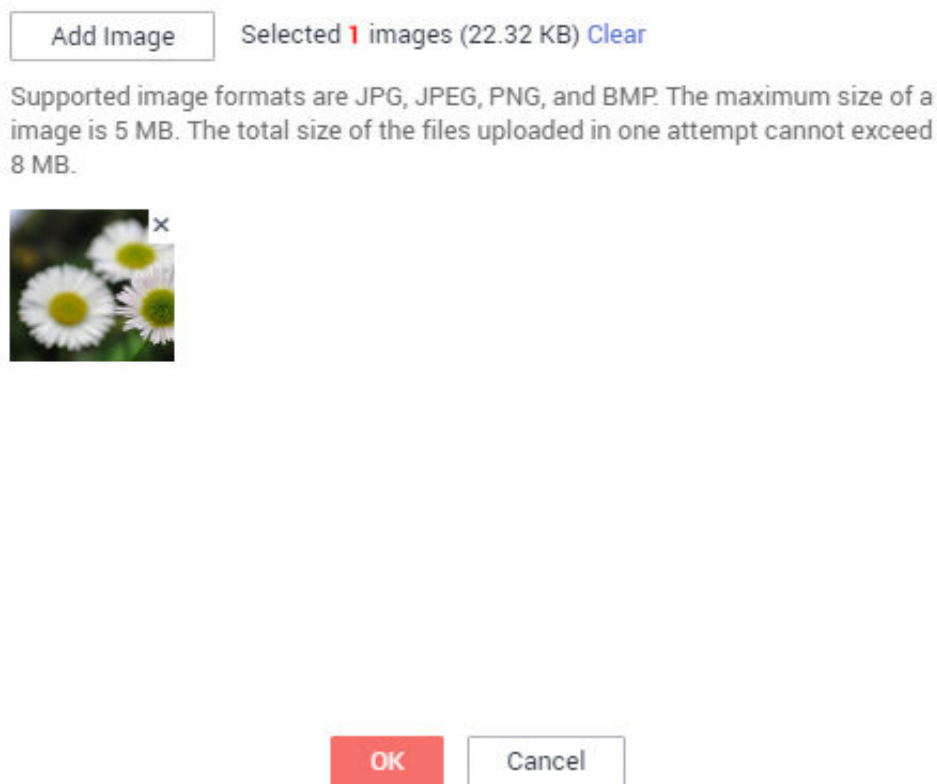 Add Image Selected 1 images (22.32 KB) Clear
Supported image formats are JPG, JPEG, PNG, and BMP. The maximum size of a
image is 5 MB. The total size of the files uploaded in one attempt cannot exceed
8 MB.
×
OK Cancel